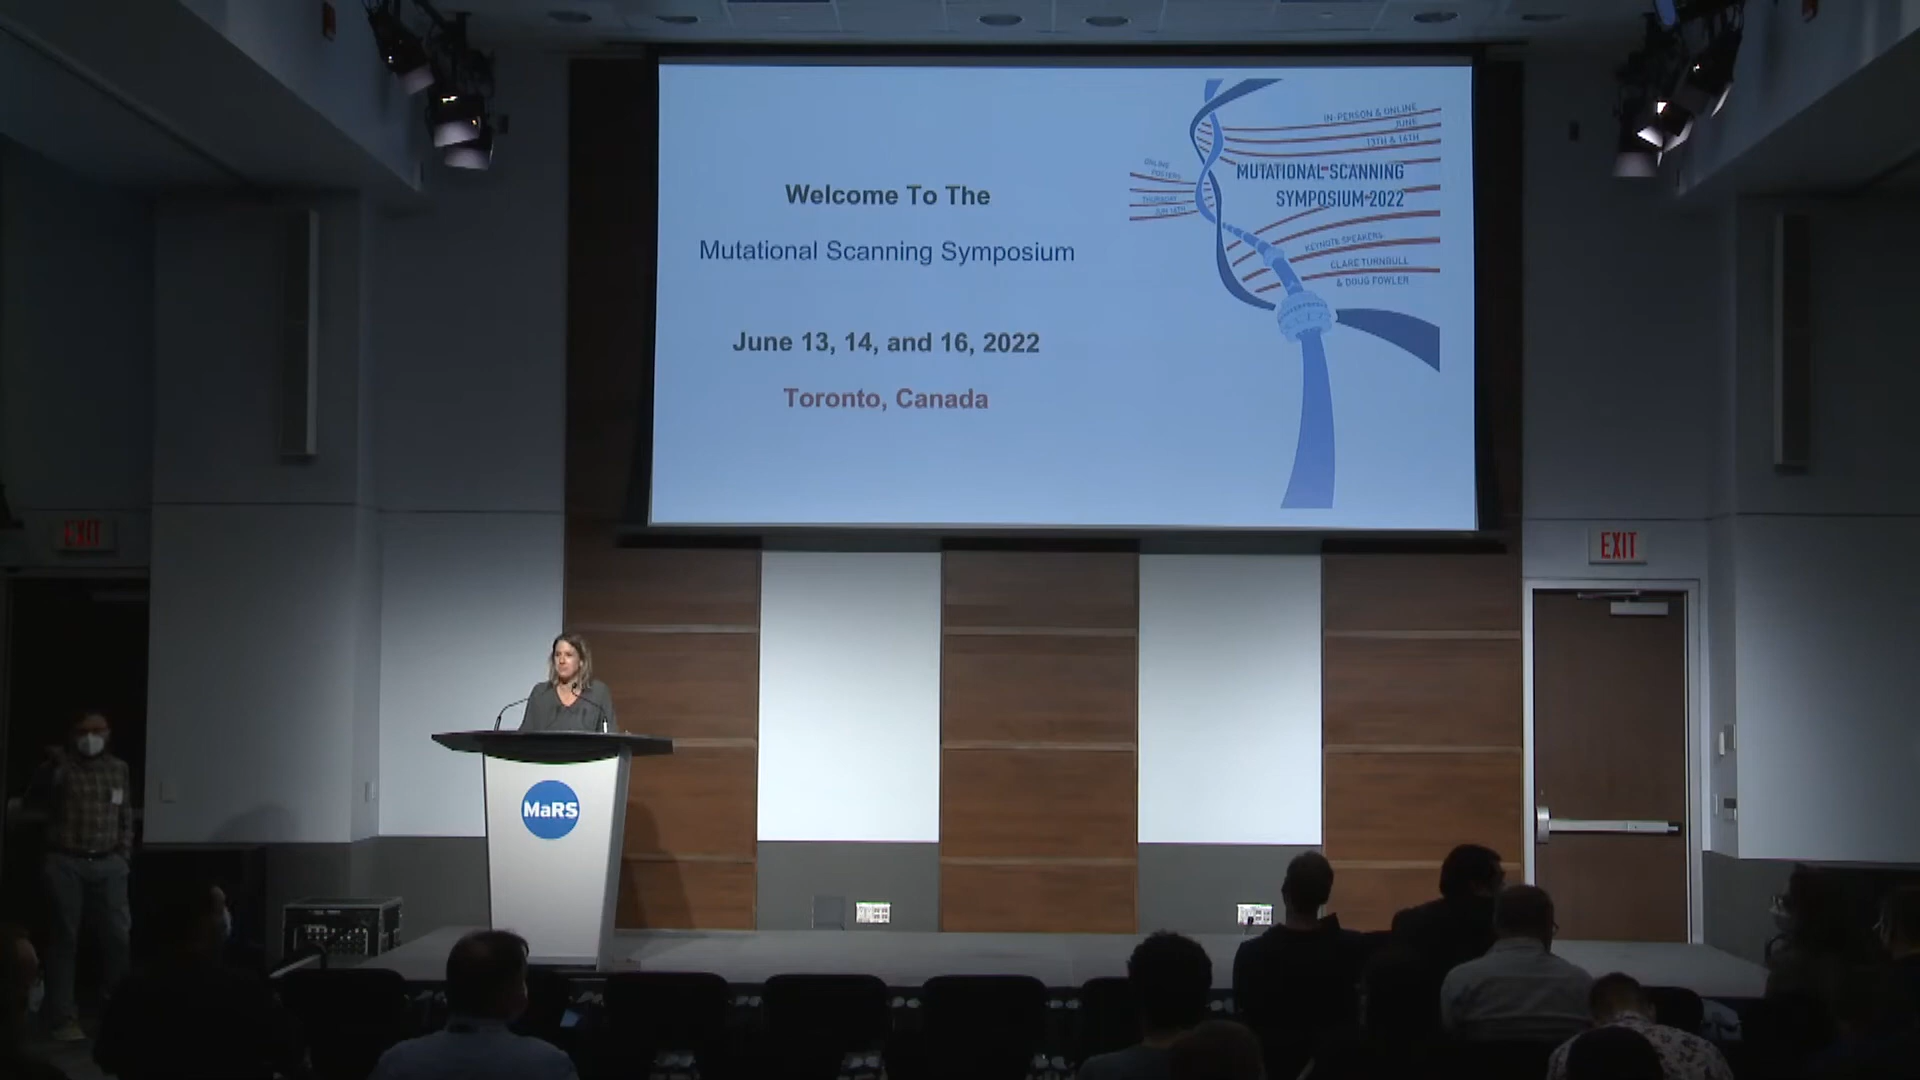 Welcome To The
Mutational Scanning Symposium
June 13, 14, and 16, 2022
Toronto, Canada
IN-PERSON & ONLINE
JUNE
13TH & 16TH
MUTATIONAL SCANNING
SYMPOSIUM 2022
ONLINE
POSTERS
THURSDAY
JUN 16TH
KEYNOTE SPEAKERS
CLARE TURNBULL
& DOUG FOWLER
EXIT
EXIT
MaRS